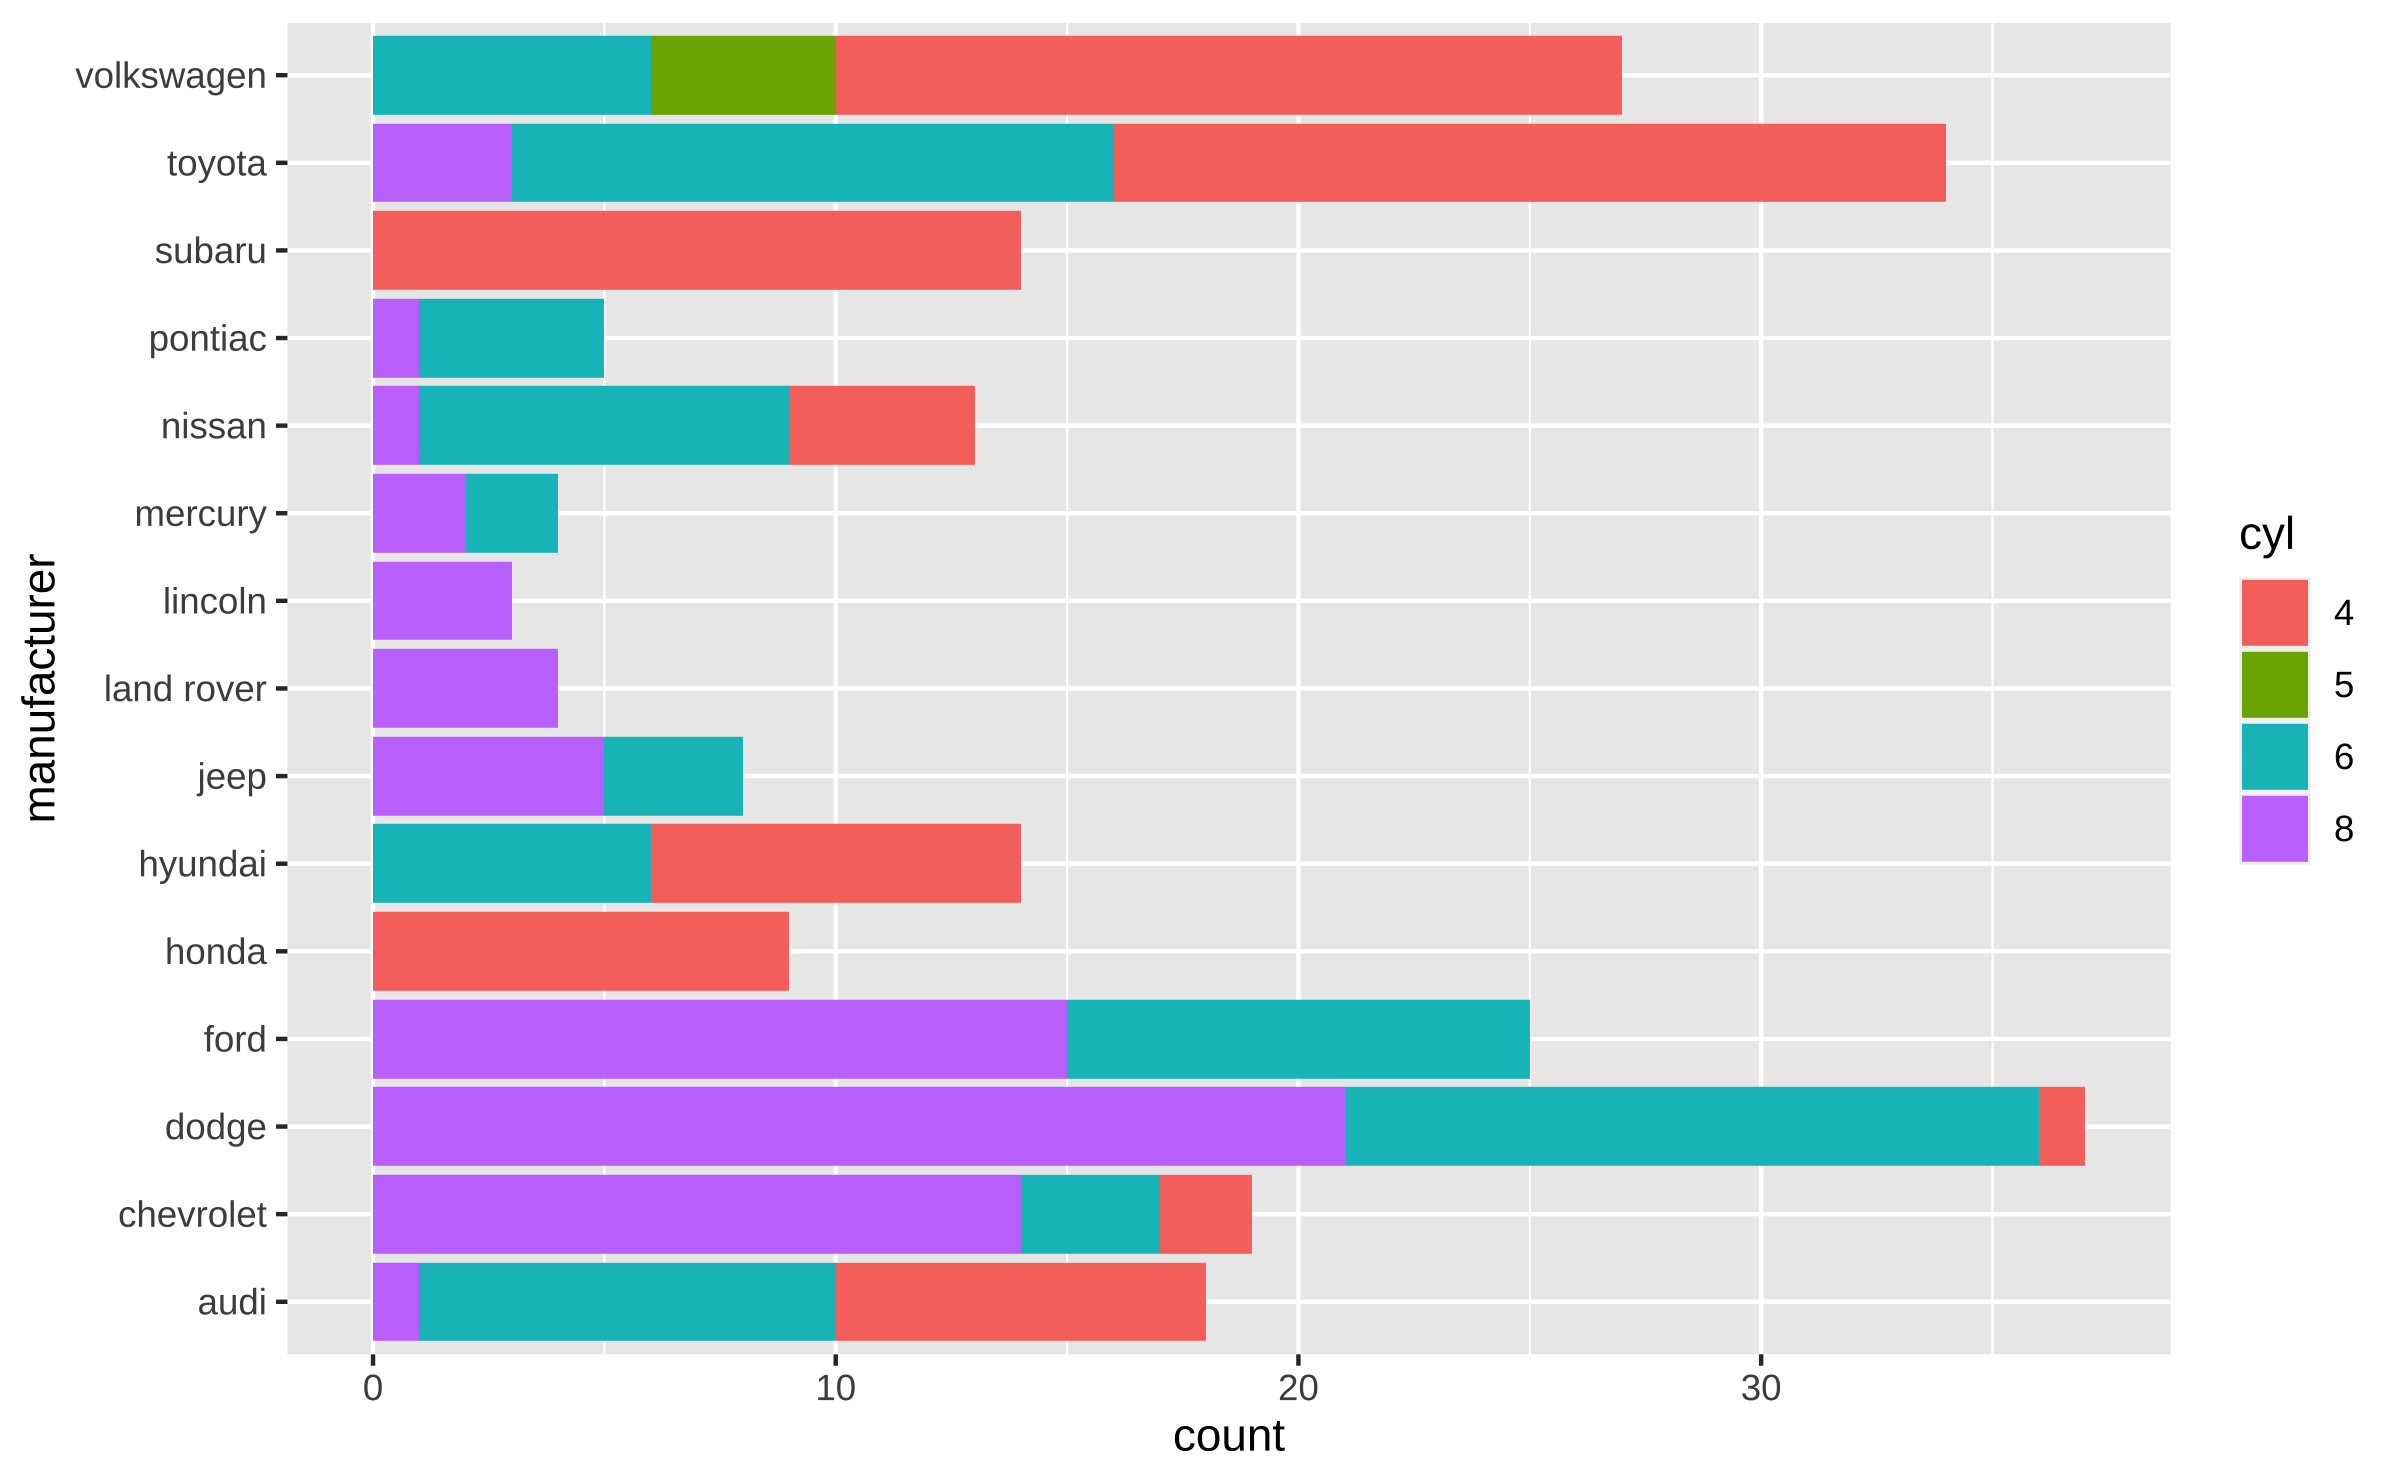 manufacturer
volkswagen
toyota
subaru
pontiac
nissan
mercury
lincoln
land rover
jeep
hyundai
honda
ford
dodge
chevrolet
audi
0 10 20 30
count
cyl
4
5
6
8